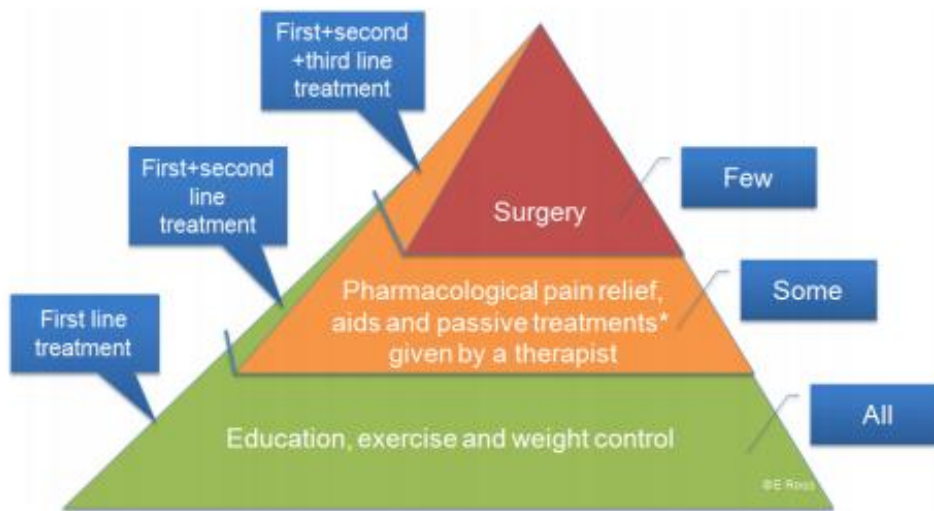 First+second
+third line
treatment
First+second
line
treatment
First line
treatment
Surgery
Few
Pharmacological pain relief,
aids and passive treatments*
given by a therapist
Some
Education, exercise and weight control
All
©E Roos